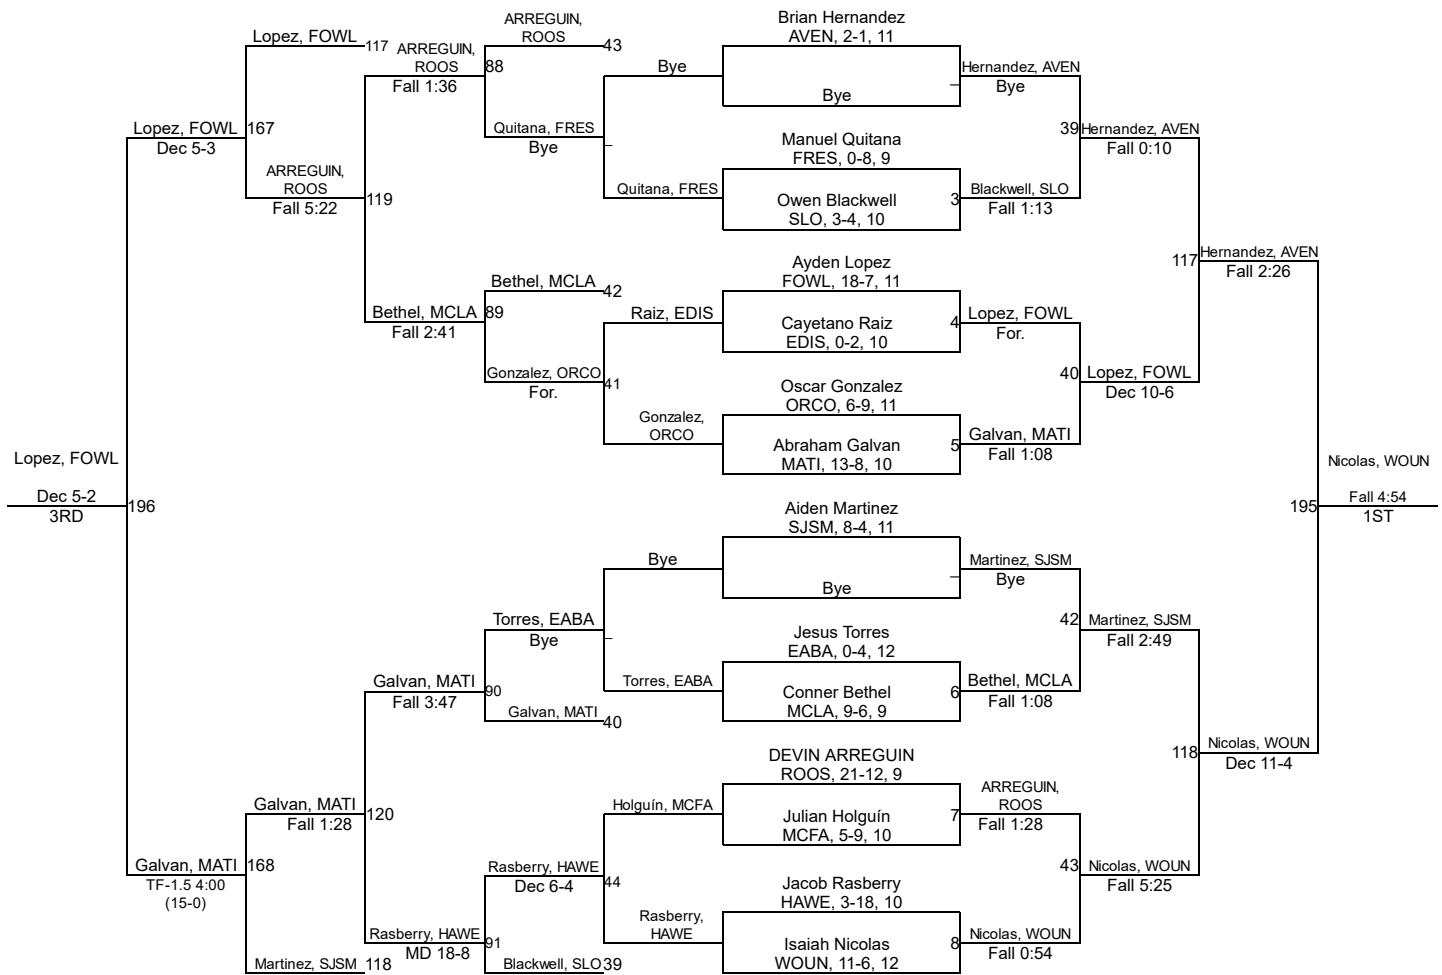 Lopez, FOWL
Dec 5-2
3RD
196
Lopez, FOWL
Dec 5-3
167
Galvan, MATI
TF-1.5 4:00
(15-0)
168
Lopez, FOWL
117
ARREGUIN,
ROOS
Fall 5:22
119
Galvan, MATI
Fall 1:28
120
Martinez, SJSM
118
ARREGUIN,
ROOS
Fall 1:36
88
Bethel, MCLA
Fall 2:41
89
Galvan, MATI
Fall 3:47
90
Rasberry, HAWE
MD 18-8
91
ARREGUIN,
ROOS
43
Quitana, FRES
Bye
Bethel, MCLA
42
Gonzalez, ORCO
For.
41
Torres, EABA
Bye
Galvan, MATI
40
Rasberry, HAWE
Dec 6-4
44
Blackwell, SLO
39
Bye
Quitana, FRES
Raiz, EDIS
Gonzalez,
ORCO
Bye
Torres, EABA
Holguín, MCFA
Rasberry,
HAWE
Brian Hernandez
AVEN, 2-1, 11
Bye
Manuel Quitana
FRES, 0-8, 9
Owen Blackwell
SLO, 3-4, 10
3
Ayden Lopez
FOWL, 18-7, 11
Cayetano Raiz
EDIS, 0-2, 10
4
Oscar Gonzalez
ORCO, 6-9, 11
Abraham Galvan
MATI, 13-8, 10
5
Aiden Martinez
SJSM, 8-4, 11
Bye
Jesus Torres
EABA, 0-4, 12
Conner Bethel
MCLA, 9-6, 9
6
DEVIN ARREGUIN
ROOS, 21-12, 9
Julian Holguín
MCFA, 5-9, 10
7
Jacob Rasberry
HAWE, 3-18, 10
Isaiah Nicolas
WOUN, 11-6, 12
8
Hernandez, AVEN
Bye
Blackwell, SLO
Fall 1:13
39
Lopez, FOWL
For.
Galvan, MATI
Fall 1:08
40
Martinez, SJSM
Bye
Bethel, MCLA
Fall 1:08
42
ARREGUIN,
ROOS
Fall 1:28
Nicolas, WOUN
Fall 0:54
43
Hernandez, AVEN
Fall 0:10
Lopez, FOWL
Dec 10-6
117
Martinez, SJSM
Fall 2:49
Nicolas, WOUN
Fall 5:25
118
Hernandez, AVEN
Fall 2:26
Nicolas, WOUN
Dec 11-4
195
Nicolas, WOUN
Fall 4:54
1ST